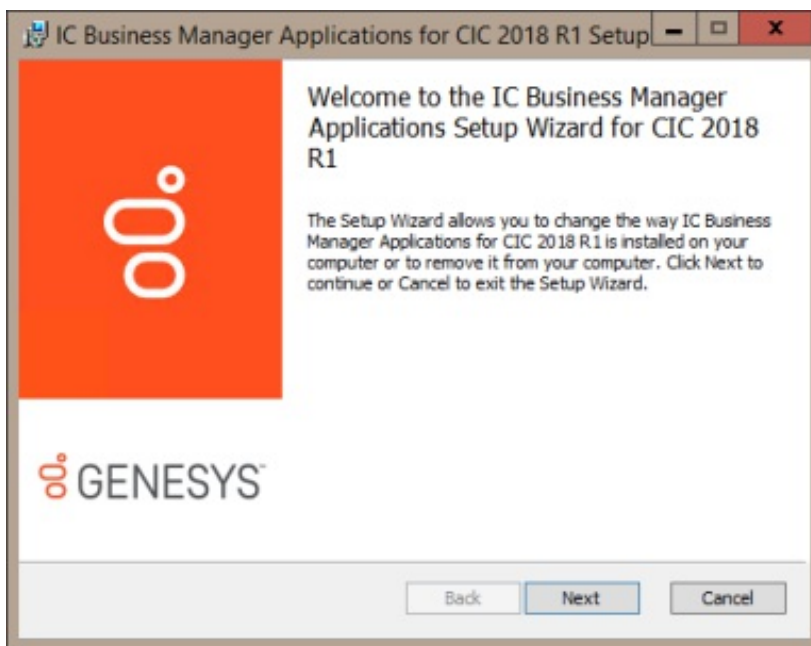 IC Business Manager Applications for CIC 2018 R1 Setup
Welcome to the IC Business Manager
Applications Setup Wizard for CIC 2018
R1
The Setup Wizard allows you to change the way IC Business
Manager Applications for CIC 2018 R1 is installed on your
computer or to remove it from your computer. Click Next to
continue or Cancel to exit the Setup Wizard.
GENESYS™
Back Next Cancel